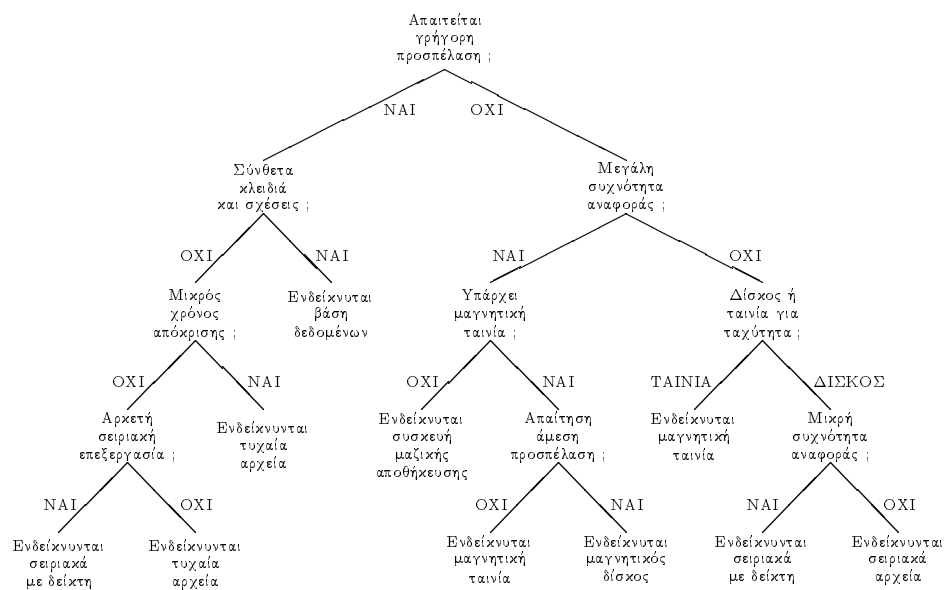 Απαιτείται
γρήγορη
προσπέλαση ;
ΝΑΙ ΟΧΙ
Σύνθετα
κλειδιά
και σχέσεις ;
Μεγάλη
συχνότητα
αναφοράς ;
ΟΧΙ ΝΑΙ ΝΑΙ ΟΧΙ
Μικρός
χρόνος
απόκρισης ;
Ενδείκνυται
βάση
δεδομένων
Υπάρχει
μαγνητική
ταινία ;
Δίσκος ή
ταινία για
ταχύτητα ;
ΟΧΙ ΝΑΙ ΟΧΙ ΝΑΙ ΤΑΙΝΙΑ ΔΙΣΚΟΣ
Αρκετή
σειριακή
επεξεργασία ;
Ενδείκνυνται
τυχαία
αρχεία
Ενδείκνυται
συσκευή
μαζικής
αποθήκευσης
Απαίτηση
άμεση
προσπέλαση ;
Ενδείκνυται
μαγνητική
ταινία
Μικρή
συχνότητα
αναφοράς ;
ΝΑΙ ΟΧΙ ΟΧΙ ΝΑΙ ΝΑΙ ΟΧΙ
Ενδείκνυνται
σειριακά
με δείκτη
Ενδείκνυνται
τυχαία
αρχεία
Ενδείκνυται
μαγνητική
ταινία
Ενδείκνυται
μαγνητικός
δίσκος
Ενδείκνυνται
σειριακά
με δείκτη
Ενδείκνυνται
σειριακά
αρχεία